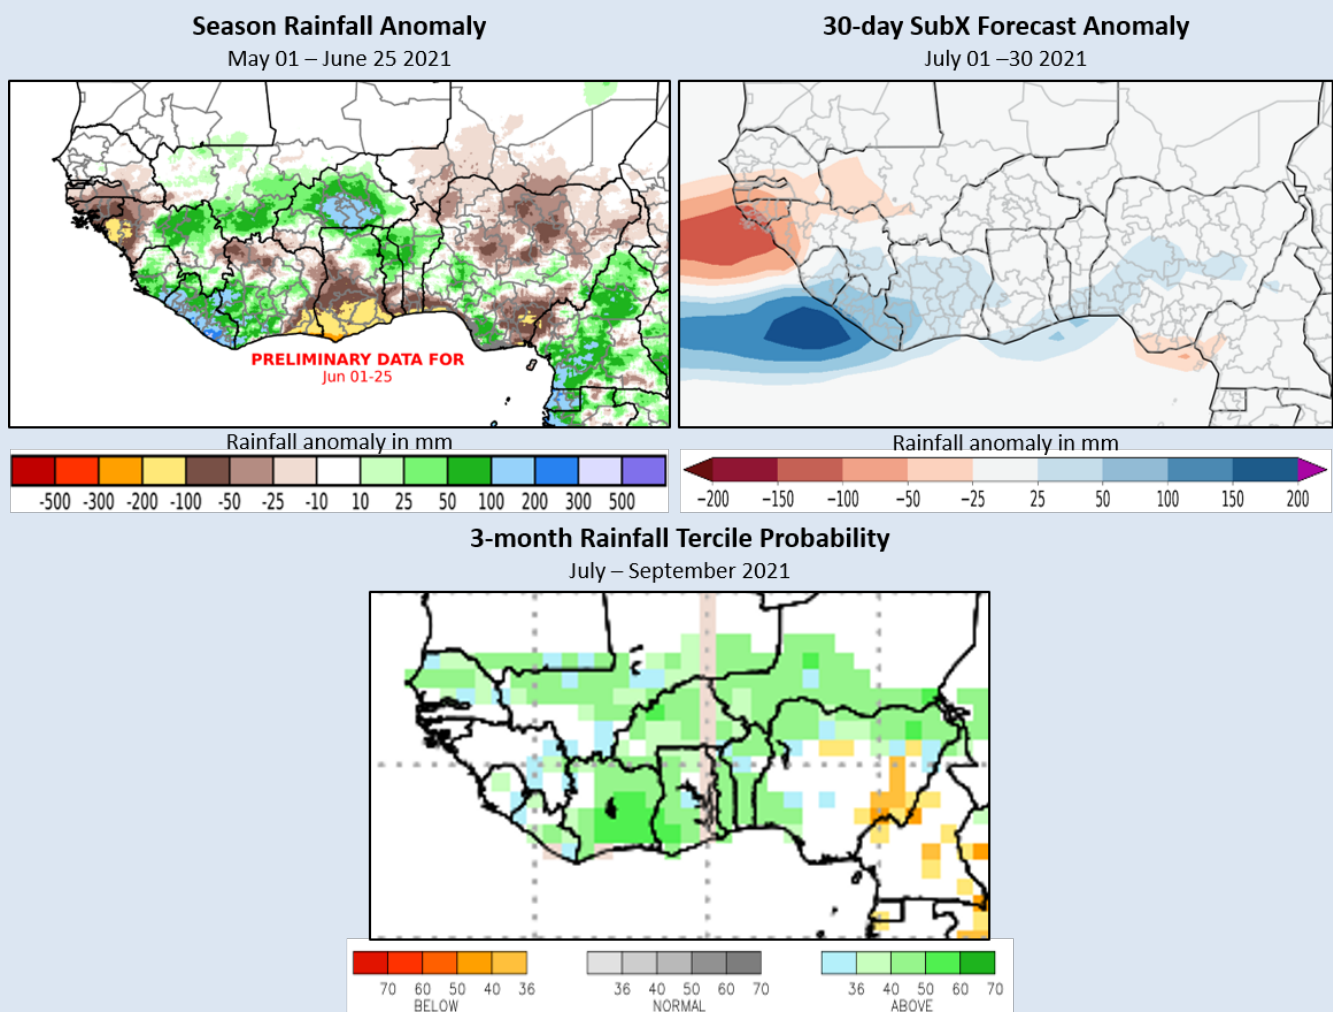 Season Rainfall Anomaly
May 01 – June 25 2021
30-day SubX Forecast Anomaly
July 01 –30 2021
PRELIMINARY DATA FOR
Jun 01-25
Rainfall anomaly in mm
-500 -300 -200 -100 -50 -25 -10 10 25 50 100 200 300 500
Rainfall anomaly in mm
−200 −150 −100 −50 −25 25 50 100 150 200
3-month Rainfall Tercile Probability
July – September 2021
70 60 50 40 36
BELOW
36 40 50 60 70
NORMAL
36 40 50 60 70
ABOVE